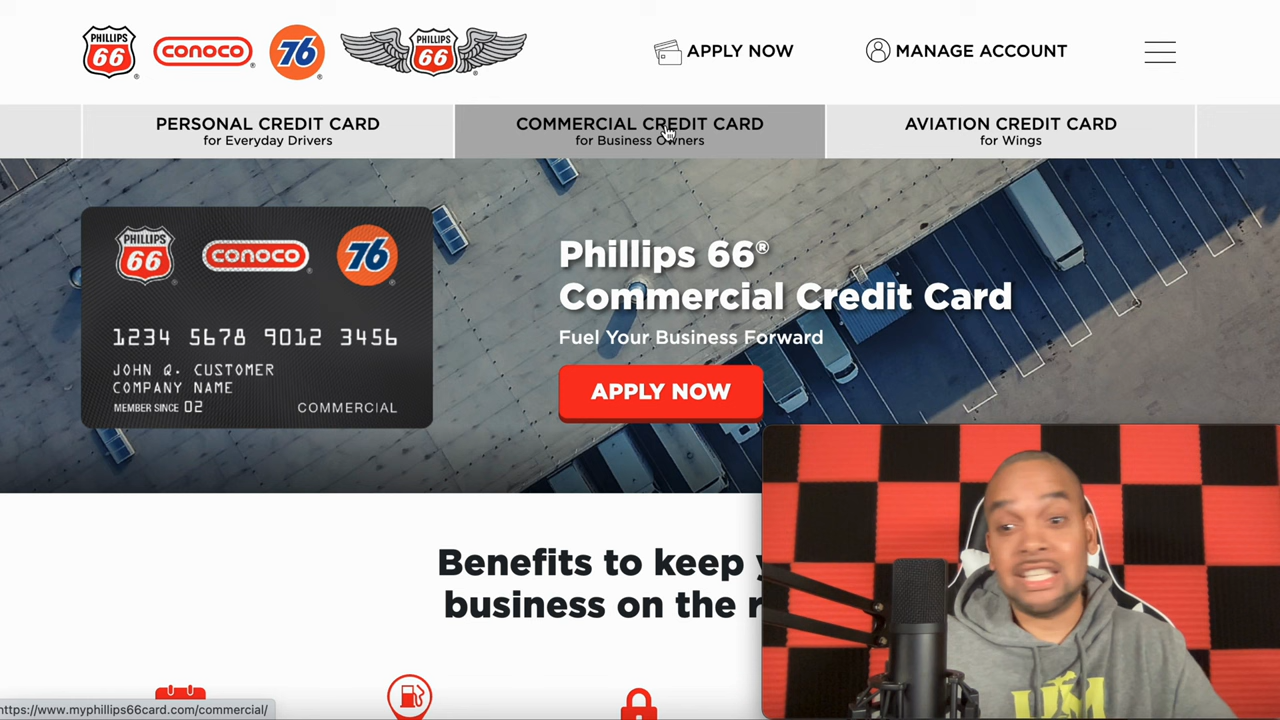 PHILLIPS
66
conoco
76
PHILLIPS
66
APPLY NOW
MANAGE ACCOUNT
PERSONAL CREDIT CARD
for Everyday Drivers
COMMERCIAL CREDIT CARD
for Business Owners
AVIATION CREDIT CARD
for Wings
PHILLIPS
66
conoco
76
1234 5678 9012 3456
JOHN Q. CUSTOMER
COMPANY NAME
MEMBER SINCE 02
COMMERCIAL
Phillips 66®
Commercial Credit Card
Fuel Your Business Forward
APPLY NOW
Benefits to keep
business on the
https://www.myphillips66card.com/commercial/